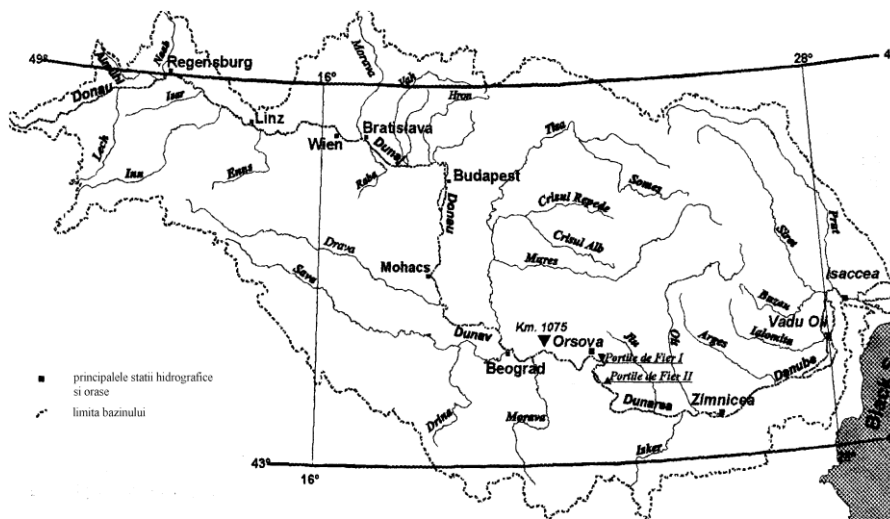 49°
16°
28°
4
Naab
Altmühl
Regensburg
Donau
Isar
Lech
Inn
Linz
Enns
Wien
Morava
Bratislava
Vah
Hron
Dunaj
Raba
Budapest
Donau
Tisa
Somes
Crisul Repede
Crisul Alb
Mures
Siret
Prut
Isaccea
Drava
Sava
Mohacs
Buzau
Vadu Oii
Ialomita
Arges
Km. 1075
Jiu
Olt
Dunav
Orsova
Portile de Fier I
Beograd
Portile de Fier II
Danube
principalele statii hidrografice
si orase
limita bazinului
Drina
Morava
Dunarea
Zimnicea
Isker
43°
16°
28°